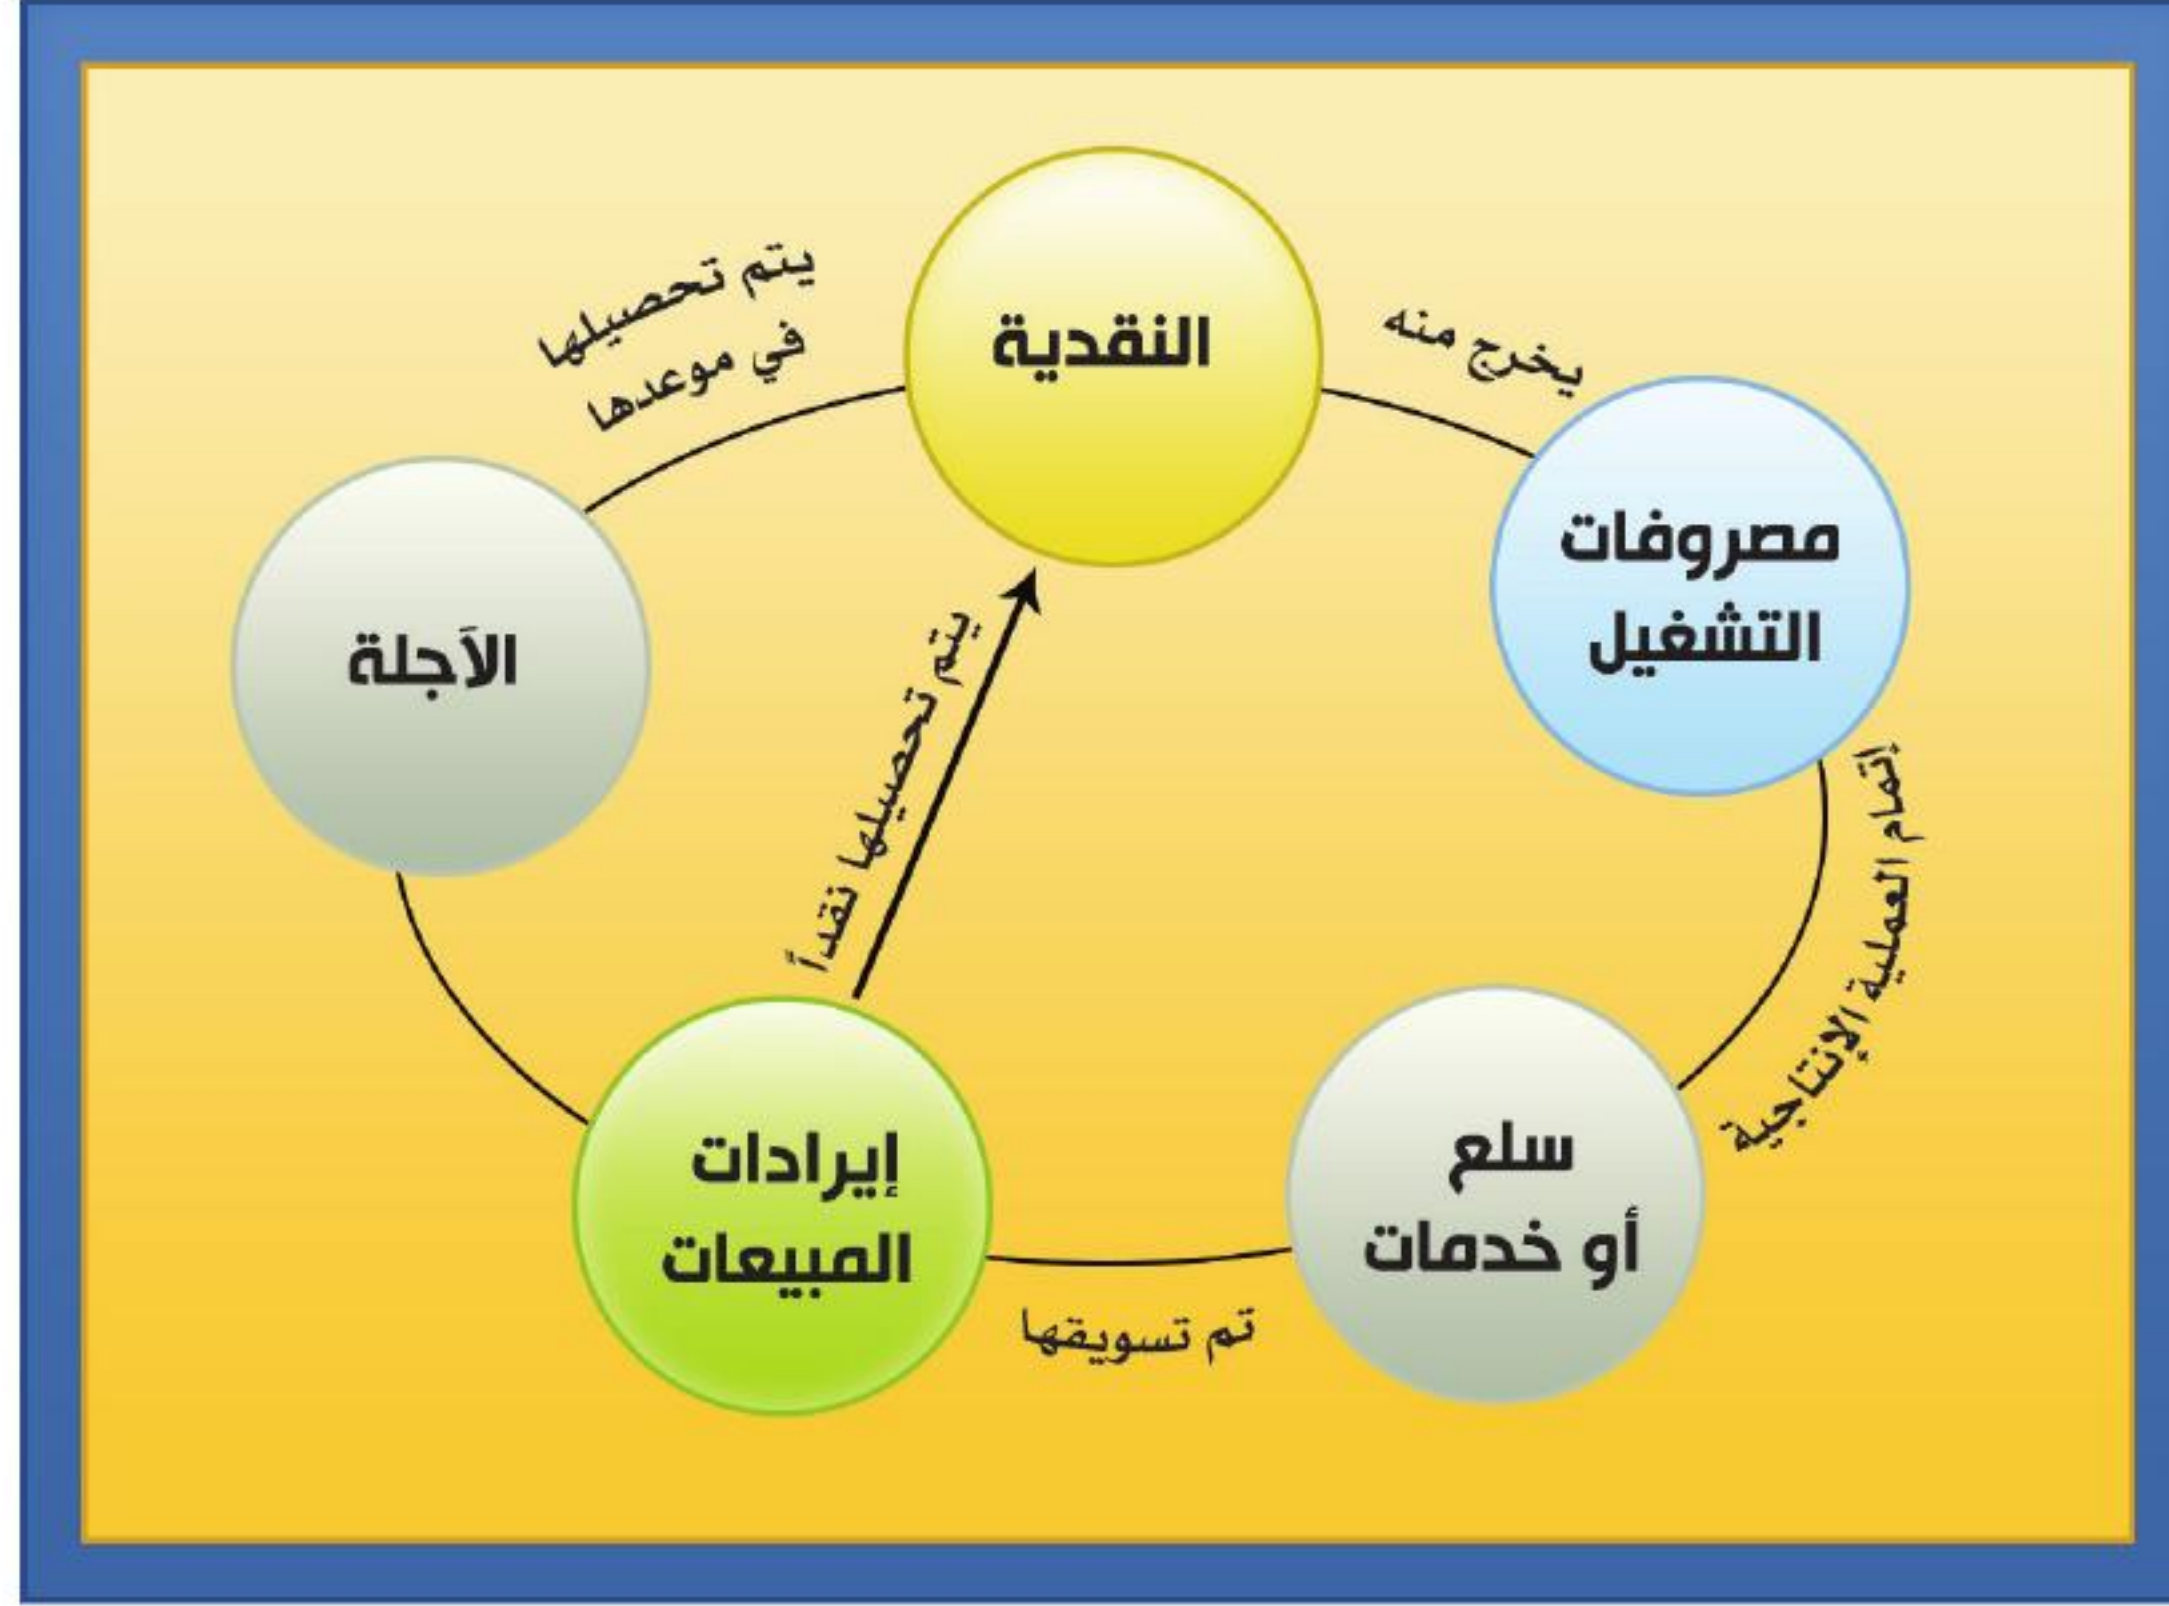 النقدية
يخرج منه
مصروفات
التشغيل
إتمام العملية الإنتاجية
سلع
أو خدمات
تم تسويقها
إيرادات
المبيعات
يتم تحصيلها نقداً
الآجلة
يتم تحصيلها
في موعدها